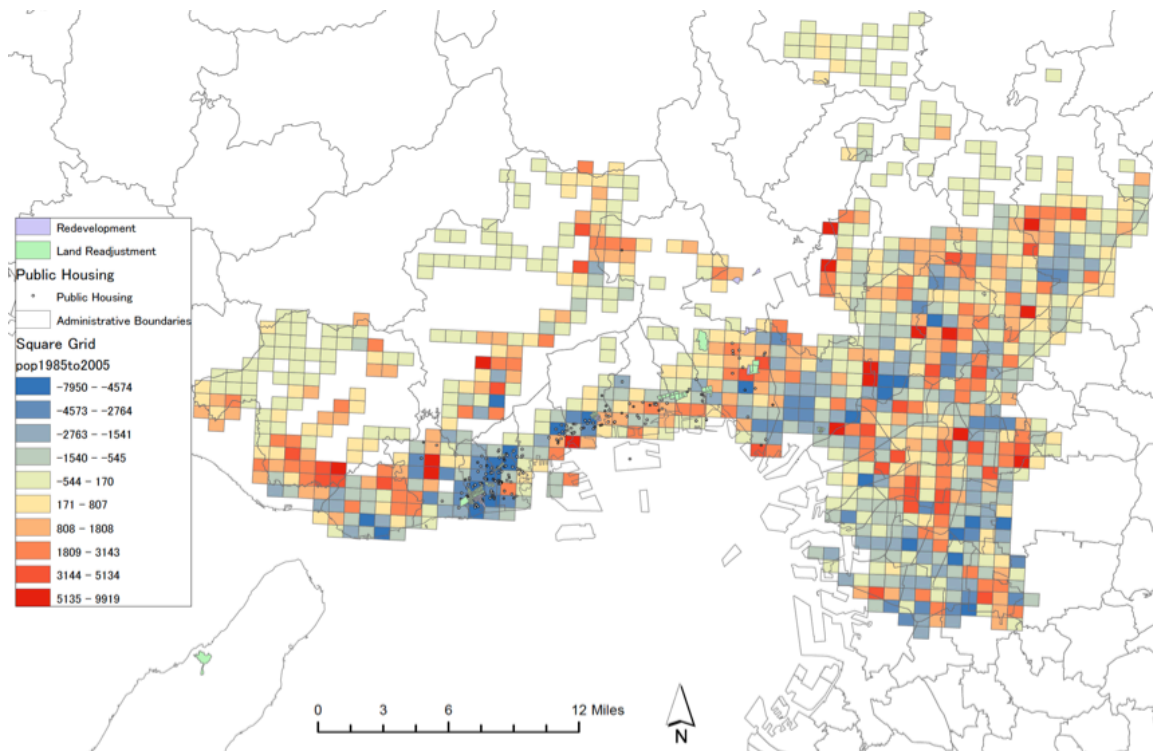 Redevelopment
Land Readjustment
Public Housing
Public Housing
Administrative Boundaries
Square Grid
pop1985to2005
-7950 - -4574
-4573 - -2764
-2763 - -1541
-1540 - -545
-544 - 170
171 - 807
808 - 1808
1809 - 3143
3144 - 5134
5135 - 9919
0 3 6 12 Miles
N